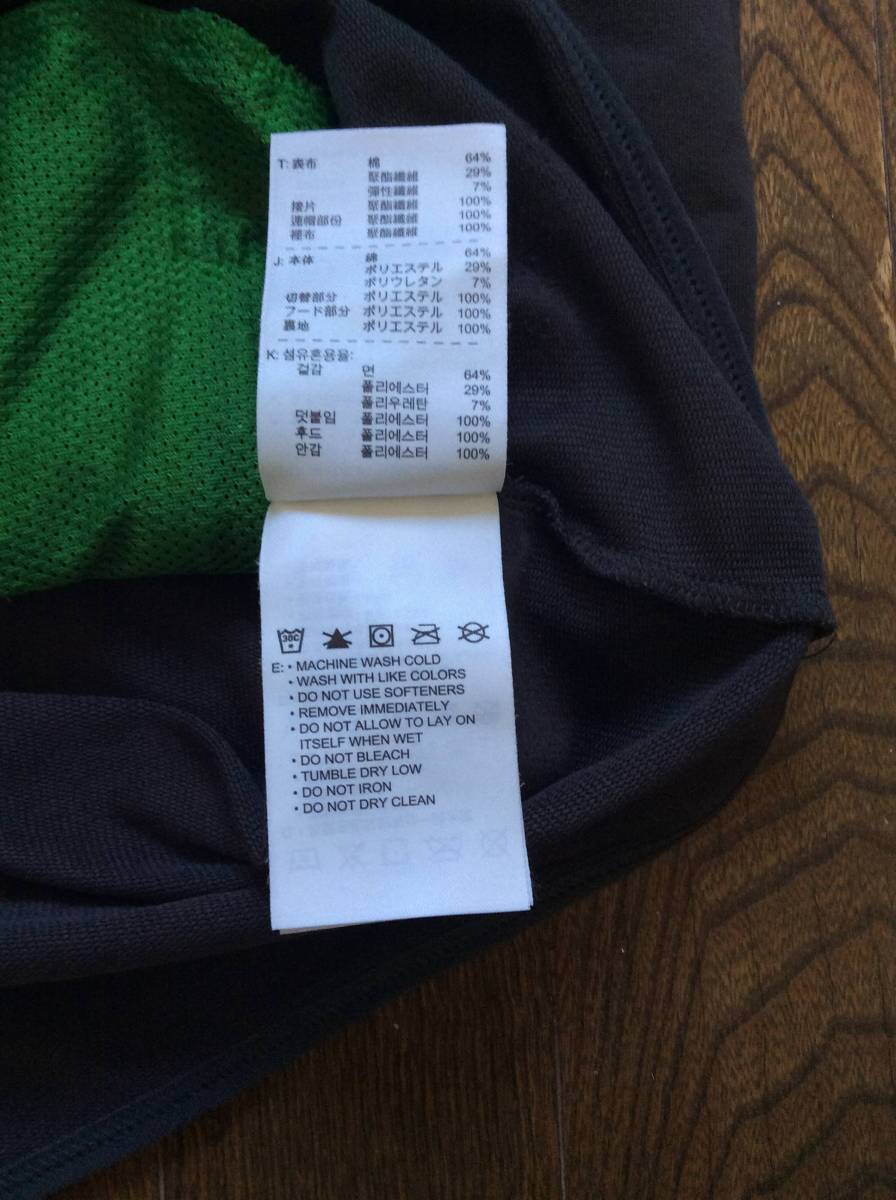 T: 表布 棉 64%
聚酯纖維 29%
彈性纖維 7%
接片 聚酯纖維 100%
連帽部份 聚酯纖維 100%
裡布 聚酯纖維 100%
J: 本体 綿 64%
ポリエステル 29%
ポリウレタン 7%
切替部分 ポリエステル 100%
フード部分 ポリエステル 100%
裏地 ポリエステル 100%
K: 섬유혼용율:
겉감 면 64%
폴리에스터 29%
폴리우레탄 7%
덧붙임 폴리에스터 100%
후드 폴리에스터 100%
안감 폴리에스터 100%
30C
E: • MACHINE WASH COLD
• WASH WITH LIKE COLORS
• DO NOT USE SOFTENERS
• REMOVE IMMEDIATELY
• DO NOT ALLOW TO LAY ON
ITSELF WHEN WET
• DO NOT BLEACH
• TUMBLE DRY LOW
• DO NOT IRON
• DO NOT DRY CLEAN